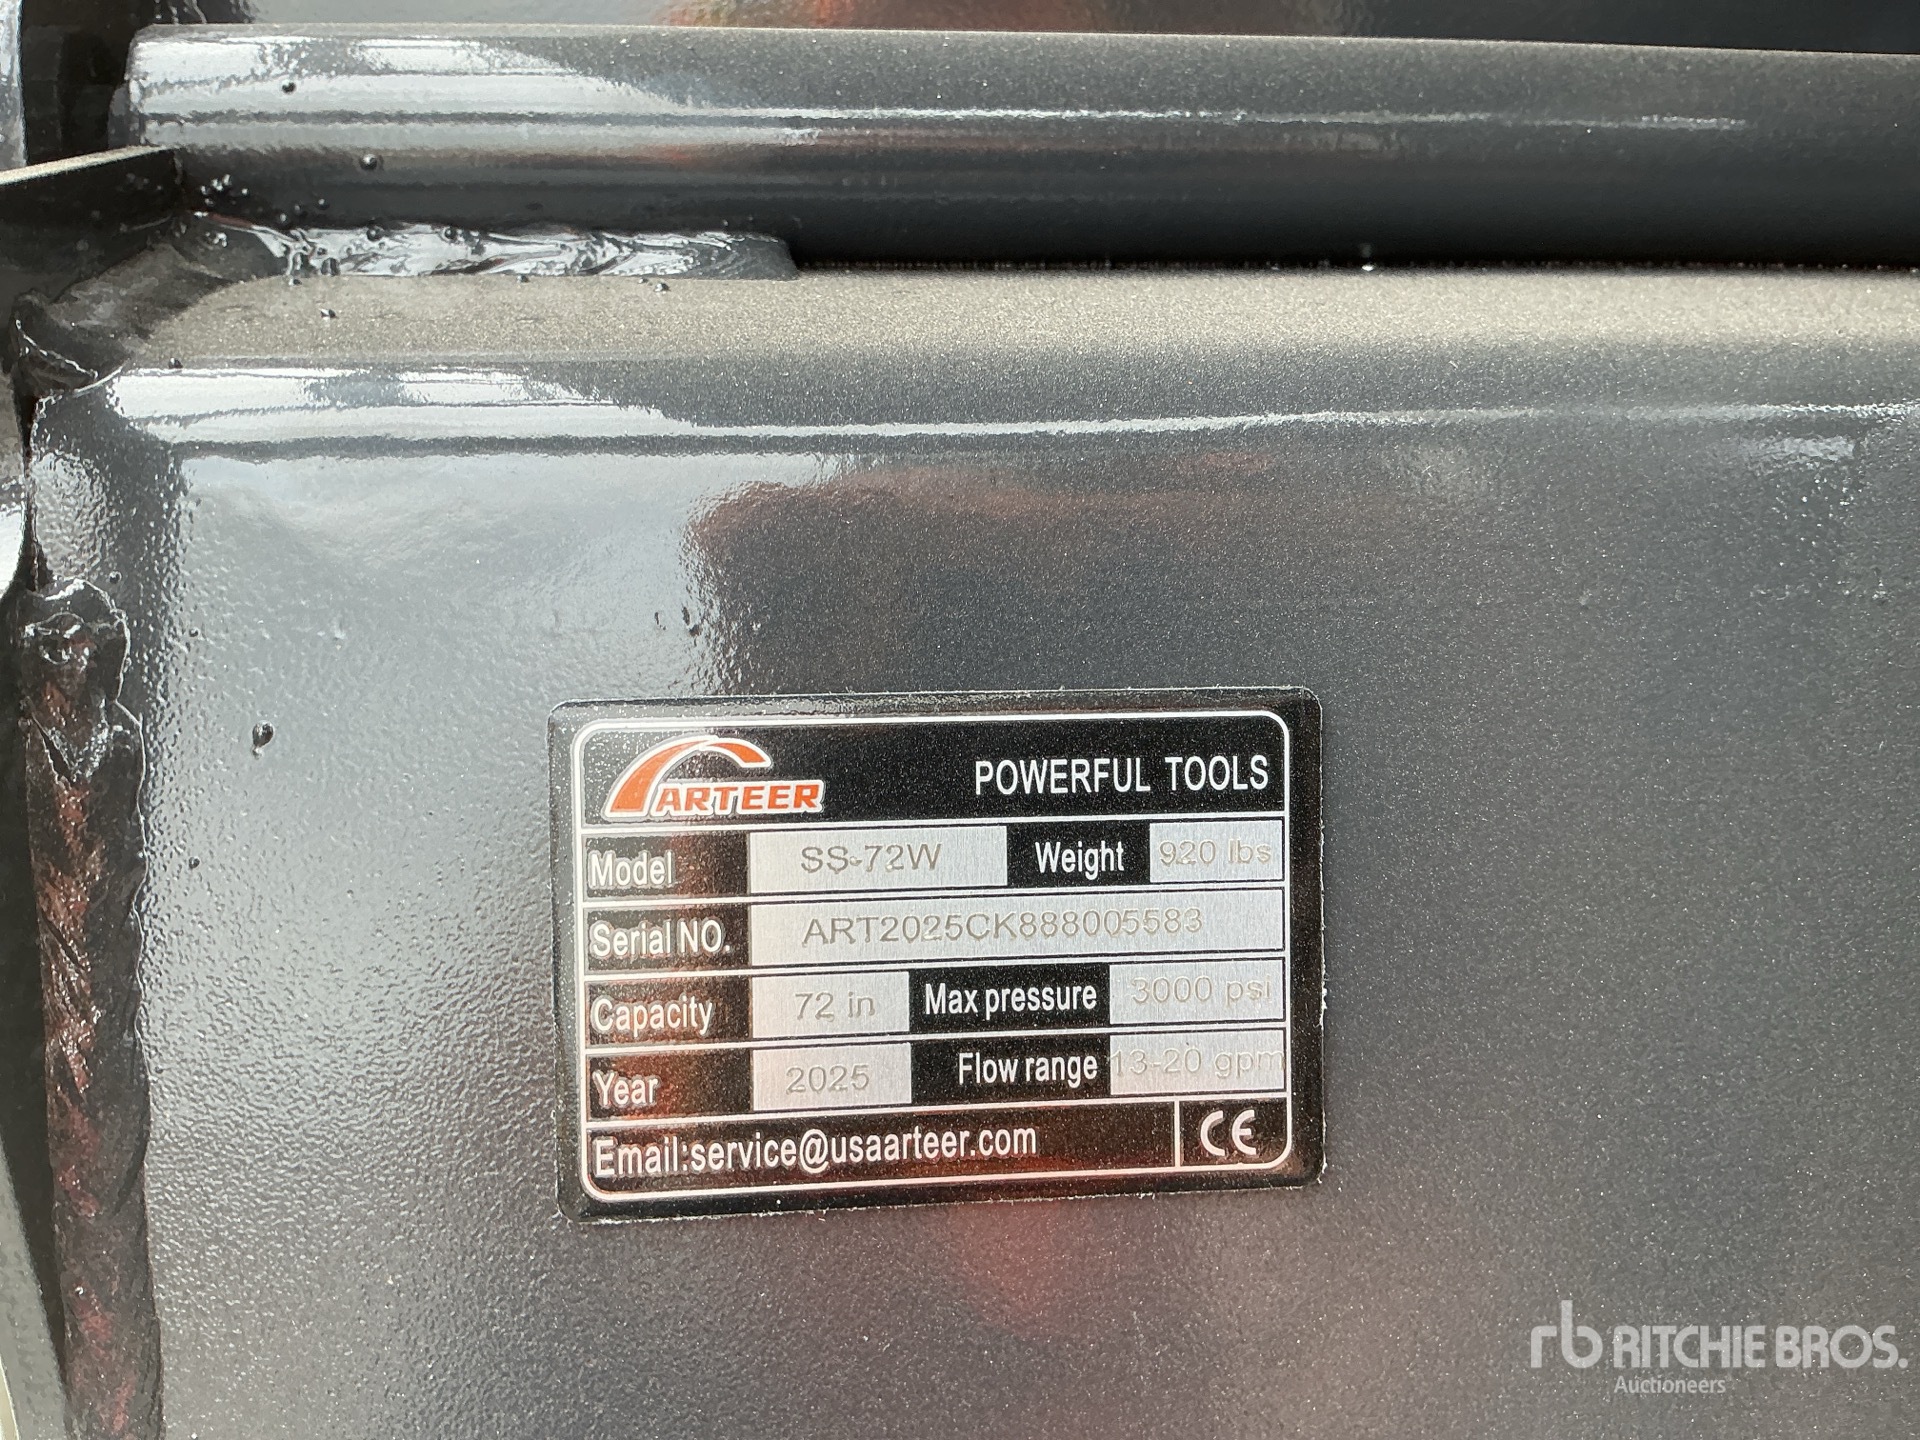 ARTEER POWERFUL TOOLS
Model SS-72W Weight 920 lbs
Serial NO. ART2025CK888005583
Capacity 72 in Max pressure 3000 psi
Year 2025 Flow range 13-20 gpm
Email:service@usaarteer.com CE
rb RITCHIE BROS.
Auctioneers